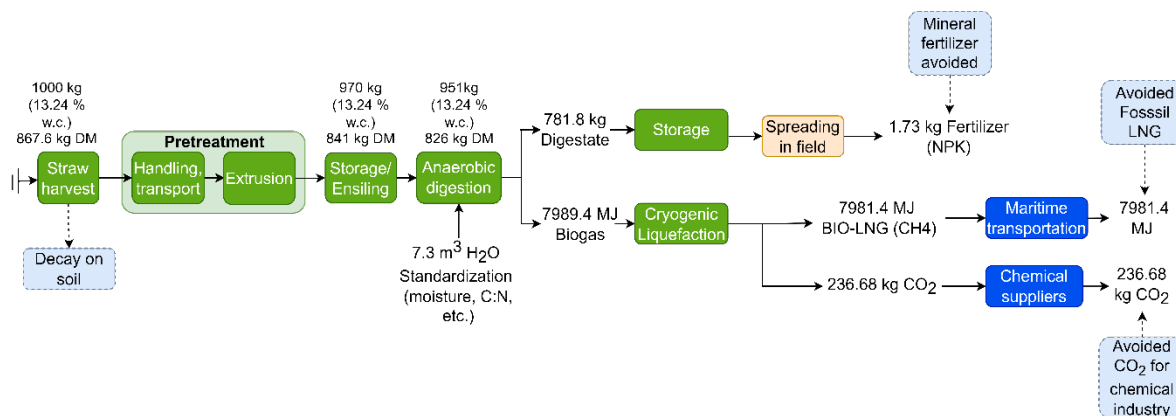 1000 kg
(13.24 %
w.c.)
867.6 kg DM
Straw
harvest
Decay on
soil
Pretreatment
Handling,
transport
Extrusion
970 kg
(13.24 %
w.c.)
841 kg DM
Storage/
Ensiling
951kg
(13.24 %
w.c.)
826 kg DM
Anaerobic
digestion
7.3 m³ H2O
Standardization
(moisture, C:N,
etc.)
781.8 kg
Digestate
Storage
Spreading
in field
Mineral
fertilizer
avoided
1.73 kg Fertilizer
(NPK)
7989.4 MJ
Biogas
Cryogenic
Liquefaction
7981.4 MJ
BIO-LNG (CH4)
Maritime
transportation
Avoided
Fosssil
LNG
7981.4
MJ
236.68 kg CO2
Chemical
suppliers
236.68
kg CO2
Avoided
CO2 for
chemical
industry